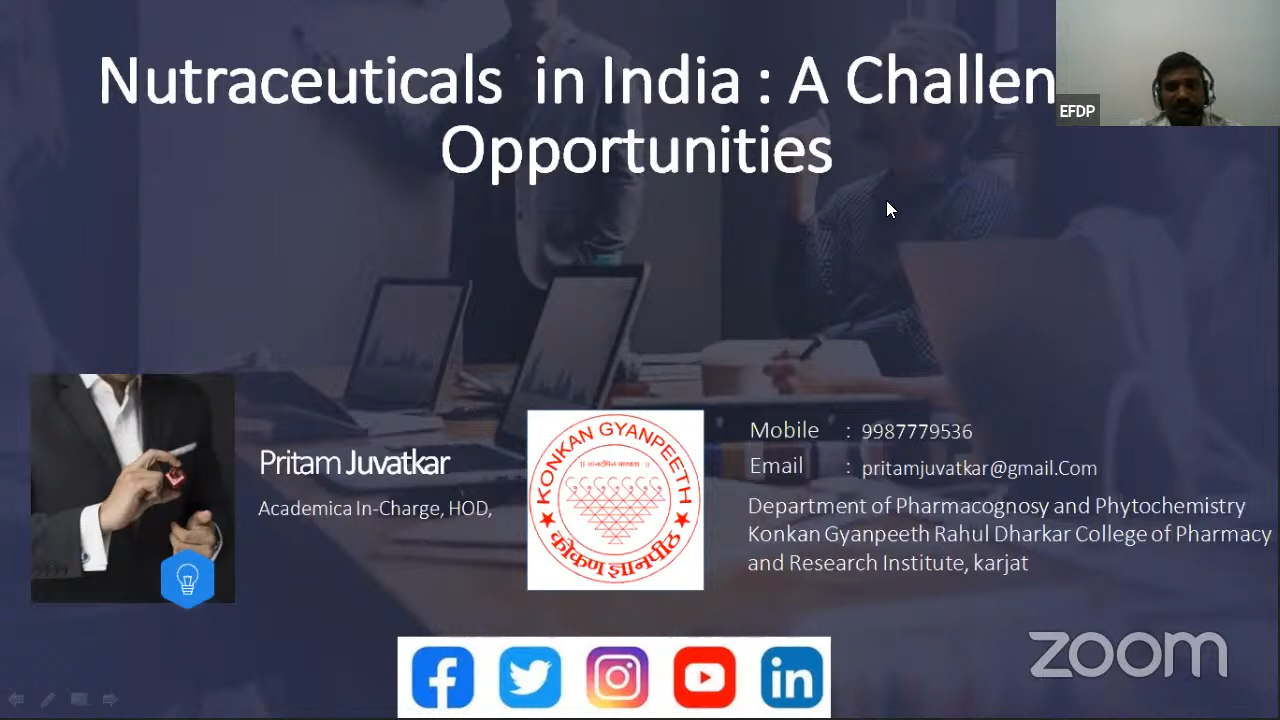 Nutraceuticals in India : A Challen
Opportunities
EFDP
Pritam Juvatkar
Academica In-Charge, HOD,
KONKAN GYANPEETH
कोकण ज्ञानपीठ
Mobile : 9987779536
Email : pritamjuvatkar@gmail.Com
Department of Pharmacognosy and Phytochemistry
Konkan Gyanpeeth Rahul Dharkar College of Pharmacy
and Research Institute, karjat
in
zoom